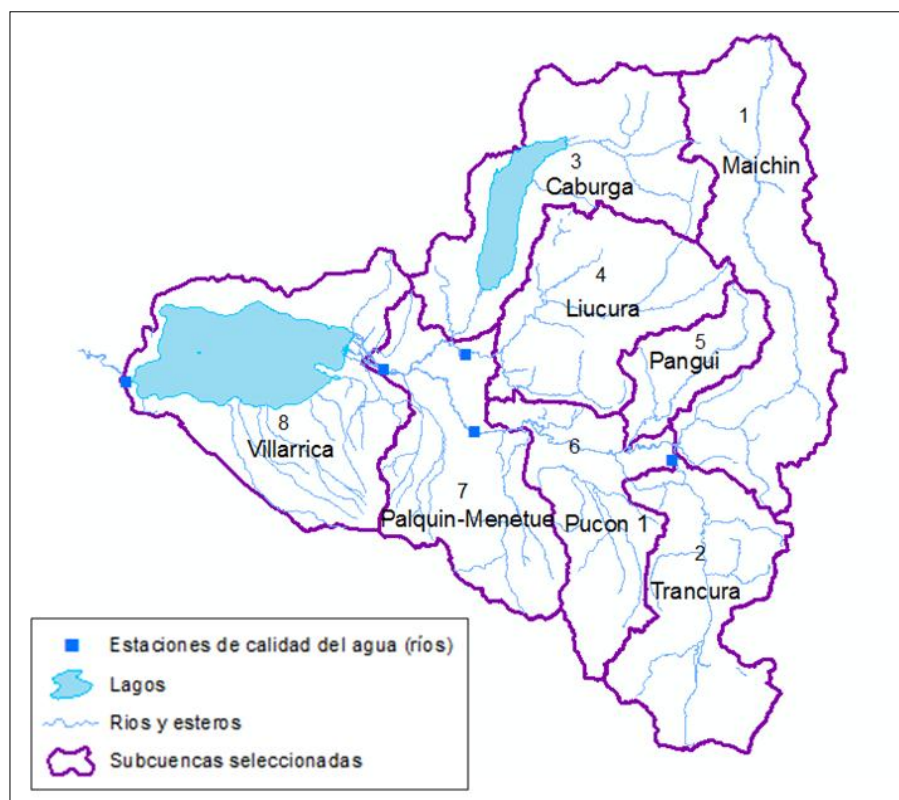 1
Maichin
3
Caburga
4
Liucura
5
Pangui
6
8
Villarrica
7
Palquin-Menetue
Pucon 1
2
Trancura
Estaciones de calidad del agua (ríos)
Lagos
Rios y esteros
Subcuencas seleccionadas